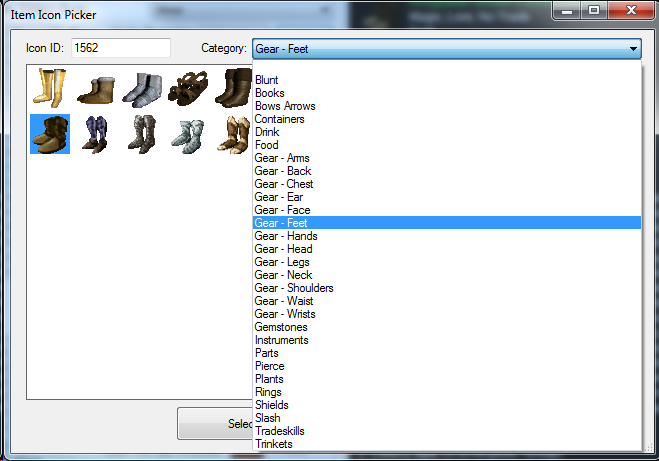 Item Icon Picker
Icon ID: 1562 Category: Gear - Feet
Blunt
Books
Bows Arrows
Containers
Drink
Food
Gear - Arms
Gear - Back
Gear - Chest
Gear - Ear
Gear - Face
Gear - Feet
Gear - Hands
Gear - Head
Gear - Legs
Gear - Neck
Gear - Shoulders
Gear - Waist
Gear - Wrists
Gemstones
Instruments
Parts
Pierce
Plants
Rings
Shields
Slash
Tradeskills
Trinkets
Selec